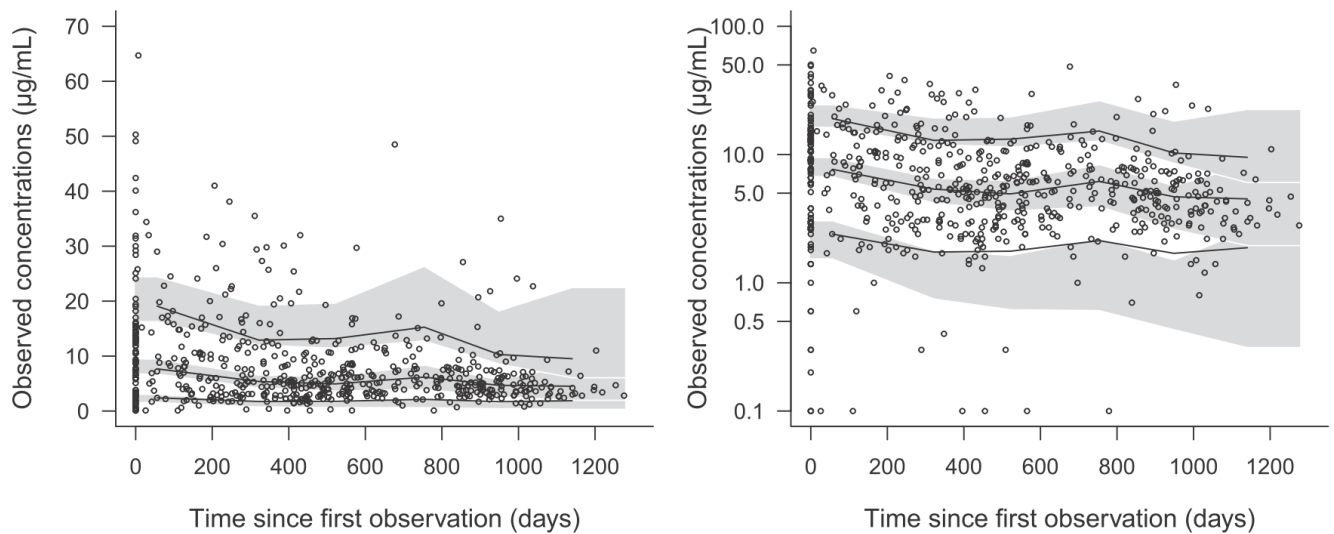 Observed concentrations (µg/mL)
70
60
50
40
30
20
10
0
0 200 400 600 800 1000 1200
Time since first observation (days)
Observed concentrations (µg/mL)
100.0
50.0
10.0
5.0
1.0
0.5
0.1
0 200 400 600 800 1000 1200
Time since first observation (days)